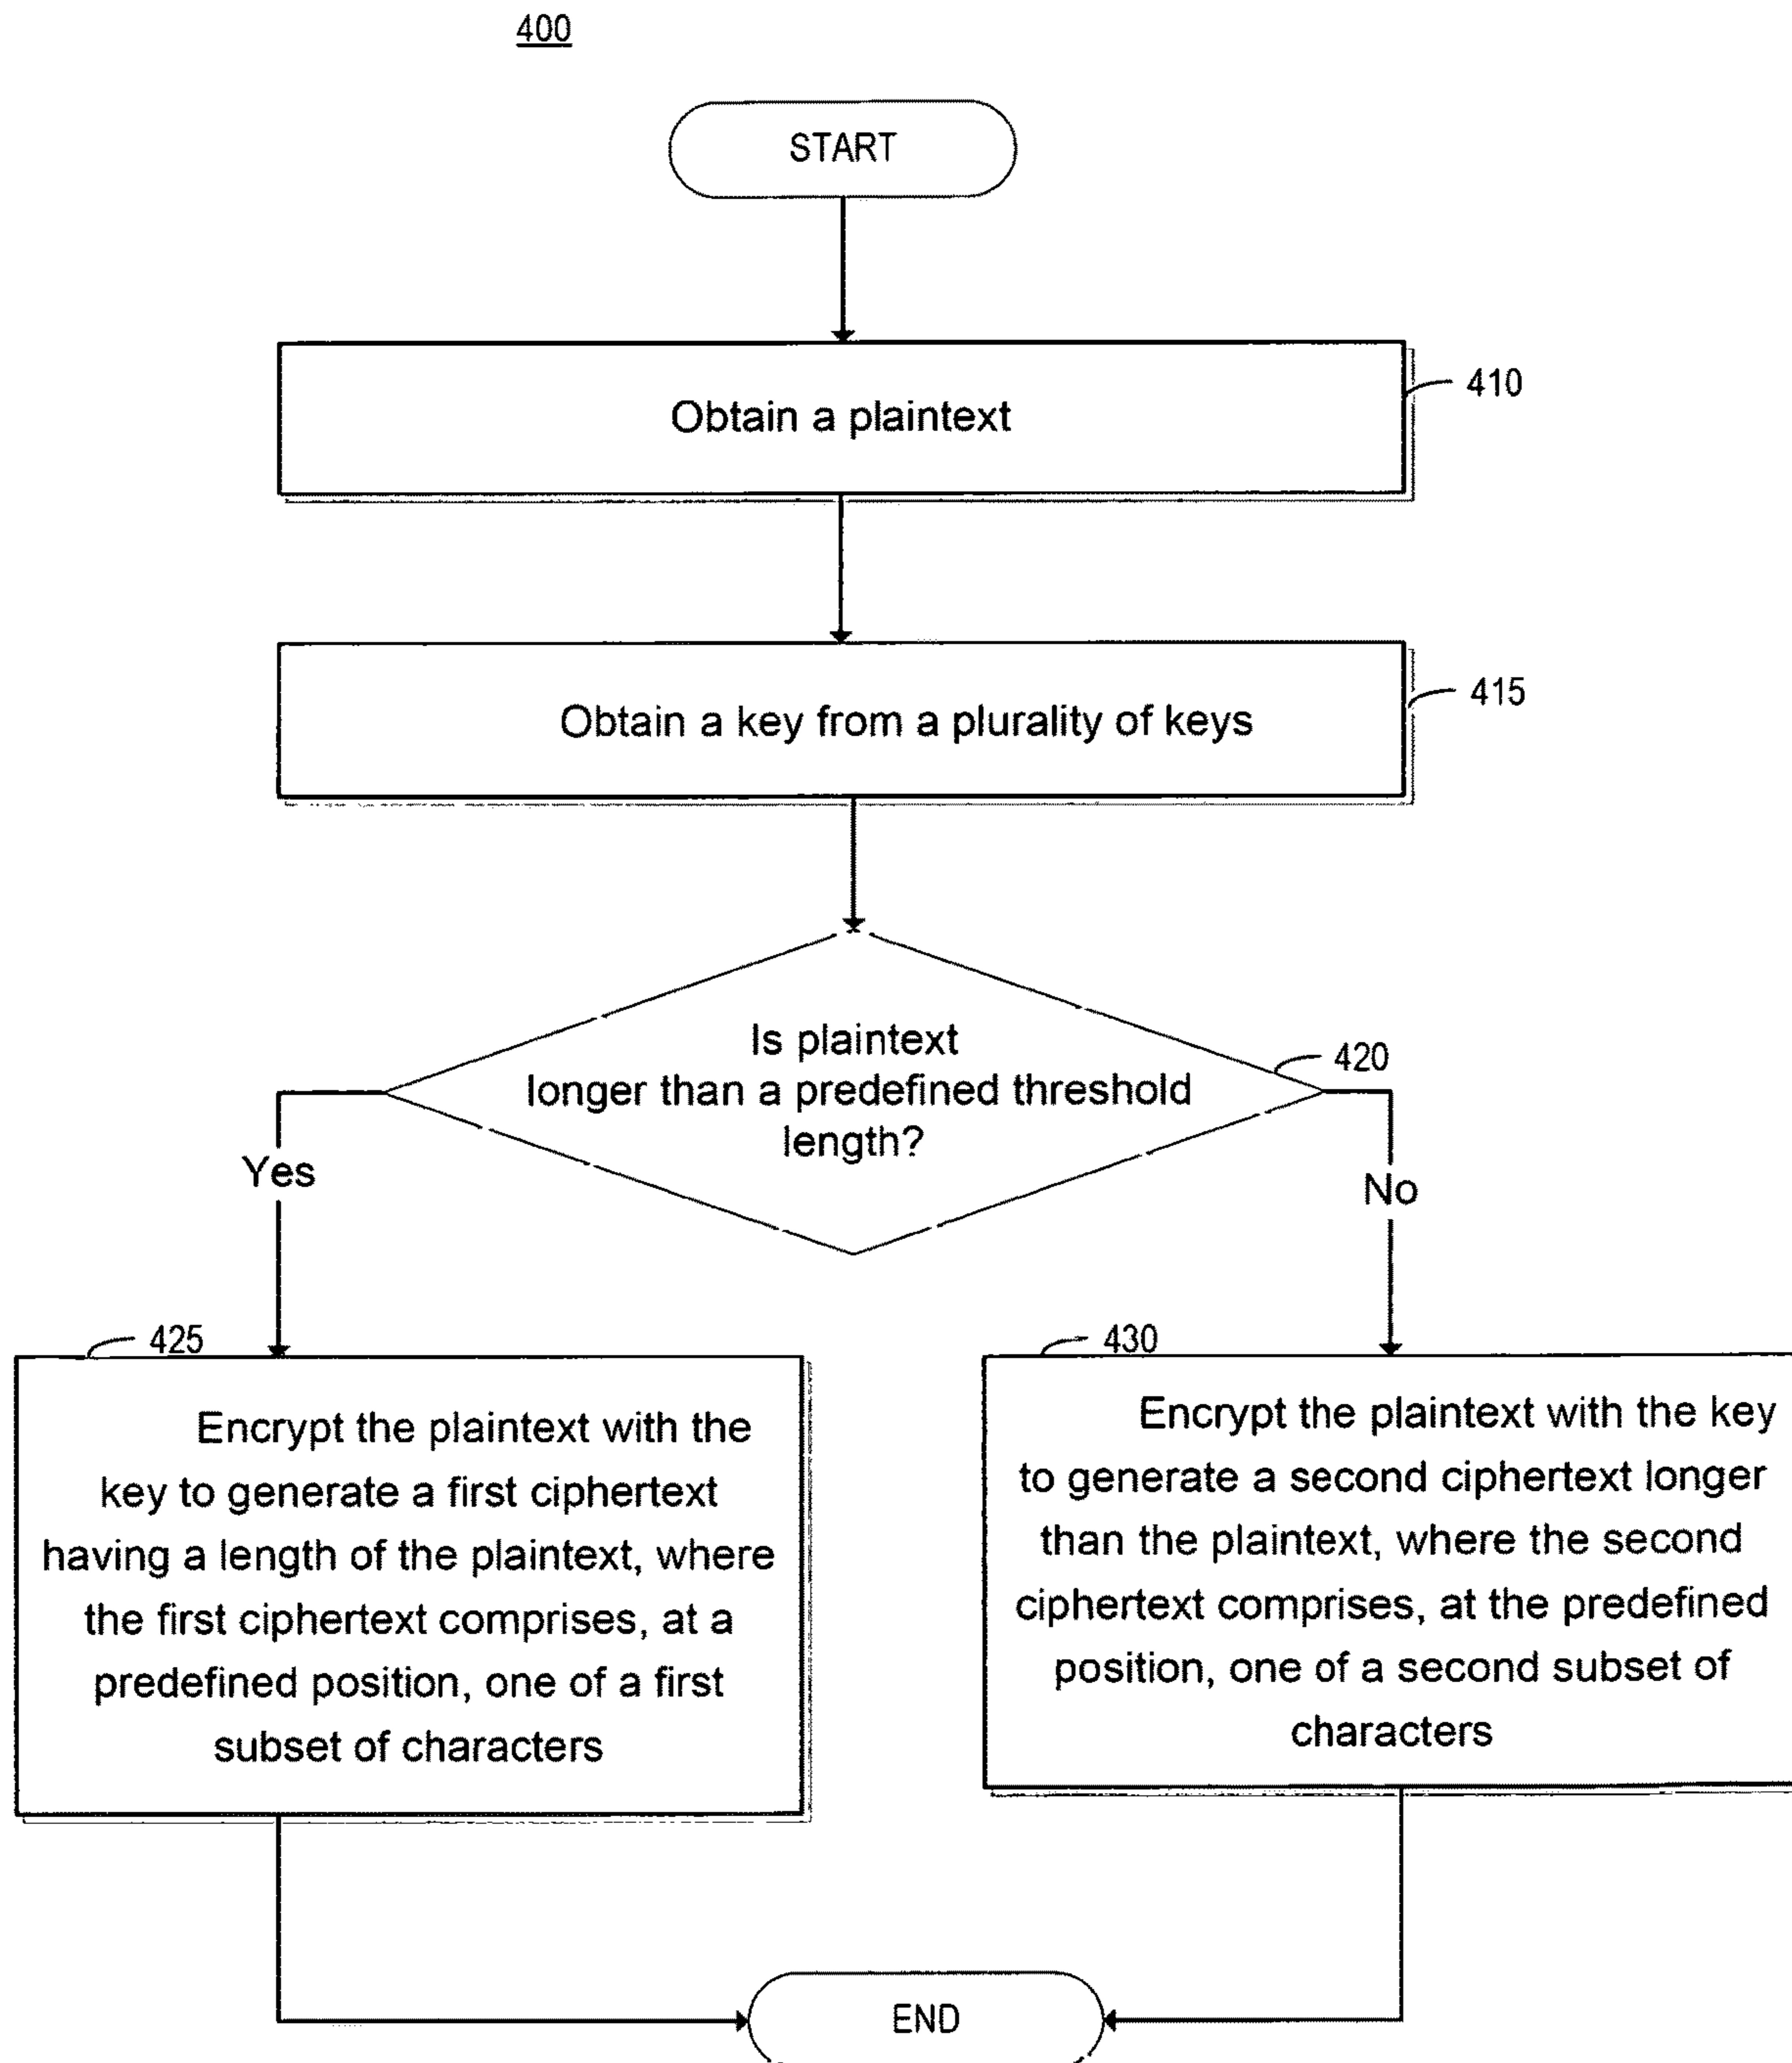 400
START
Obtain a plaintext
410
Obtain a key from a plurality of keys
415
Is plaintext
longer than a predefined threshold
length?
420
Yes
No
425
Encrypt the plaintext with the
key to generate a first ciphertext
having a length of the plaintext, where
the first ciphertext comprises, at a
predefined position, one of a first
subset of characters
430
Encrypt the plaintext with the key
to generate a second ciphertext longer
than the plaintext, where the second
ciphertext comprises, at the predefined
position, one of a second subset of
characters
END